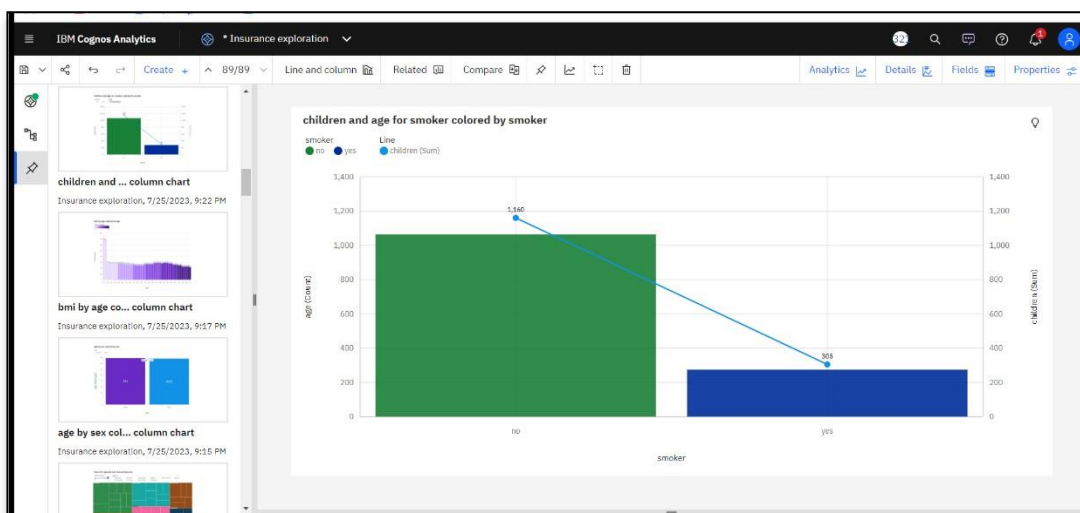 IBM Cognos Analytics
* Insurance exploration
Create +
89/89
Line and column
Related
Compare
Analytics
Details
Fields
Properties
children and ... column chart
Insurance exploration, 7/25/2023, 9:22 PM
bmi by age co... column chart
Insurance exploration, 7/25/2023, 9:17 PM
age by sex col... column chart
Insurance exploration, 7/25/2023, 9:15 PM
children and age for smoker colored by smoker
smoker
no
yes
Line
children (Sum)
1,400
1,200
1,000
800
600
400
200
0
age (Count)
1,160
308
1,400
1,200
1,000
800
600
400
200
0
children (Sum)
no
yes
smoker